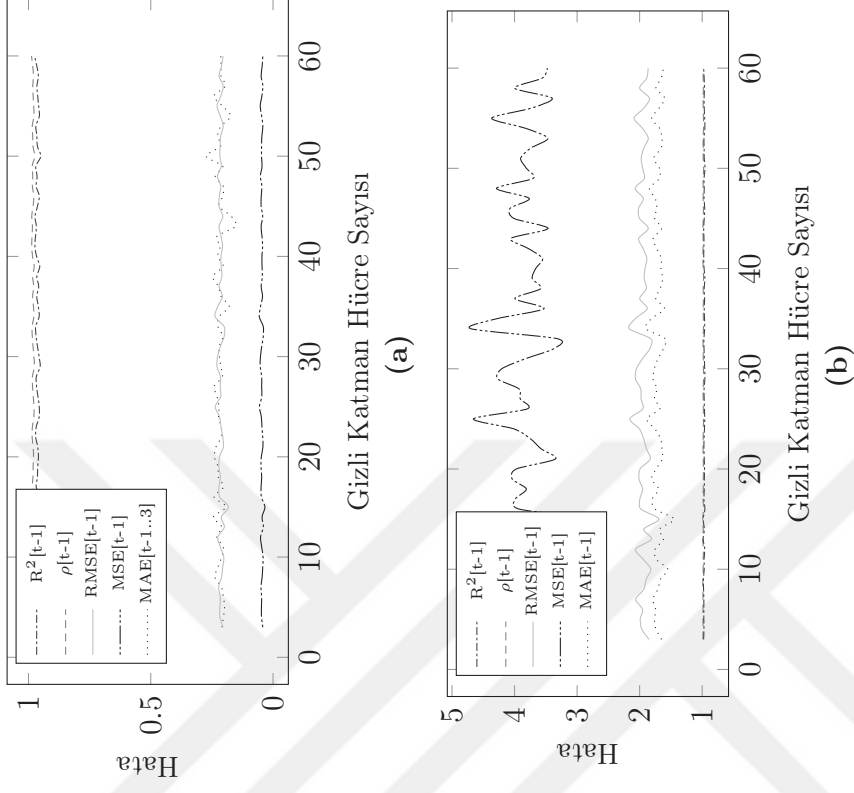 1
0.5
0
Hata
R²[t-1]
ρ[t-1]
RMSE[t-1]
MSE[t-1]
MAE[t-1..3]
0 10 20 30 40 50 60
Gizli Katman Hücre Sayısı
(a)
5
4
3
2
1
Hata
R²[t-1]
ρ[t-1]
RMSE[t-1]
MSE[t-1]
MAE[t-1]
0 10 20 30 40 50 60
Gizli Katman Hücre Sayısı
(b)